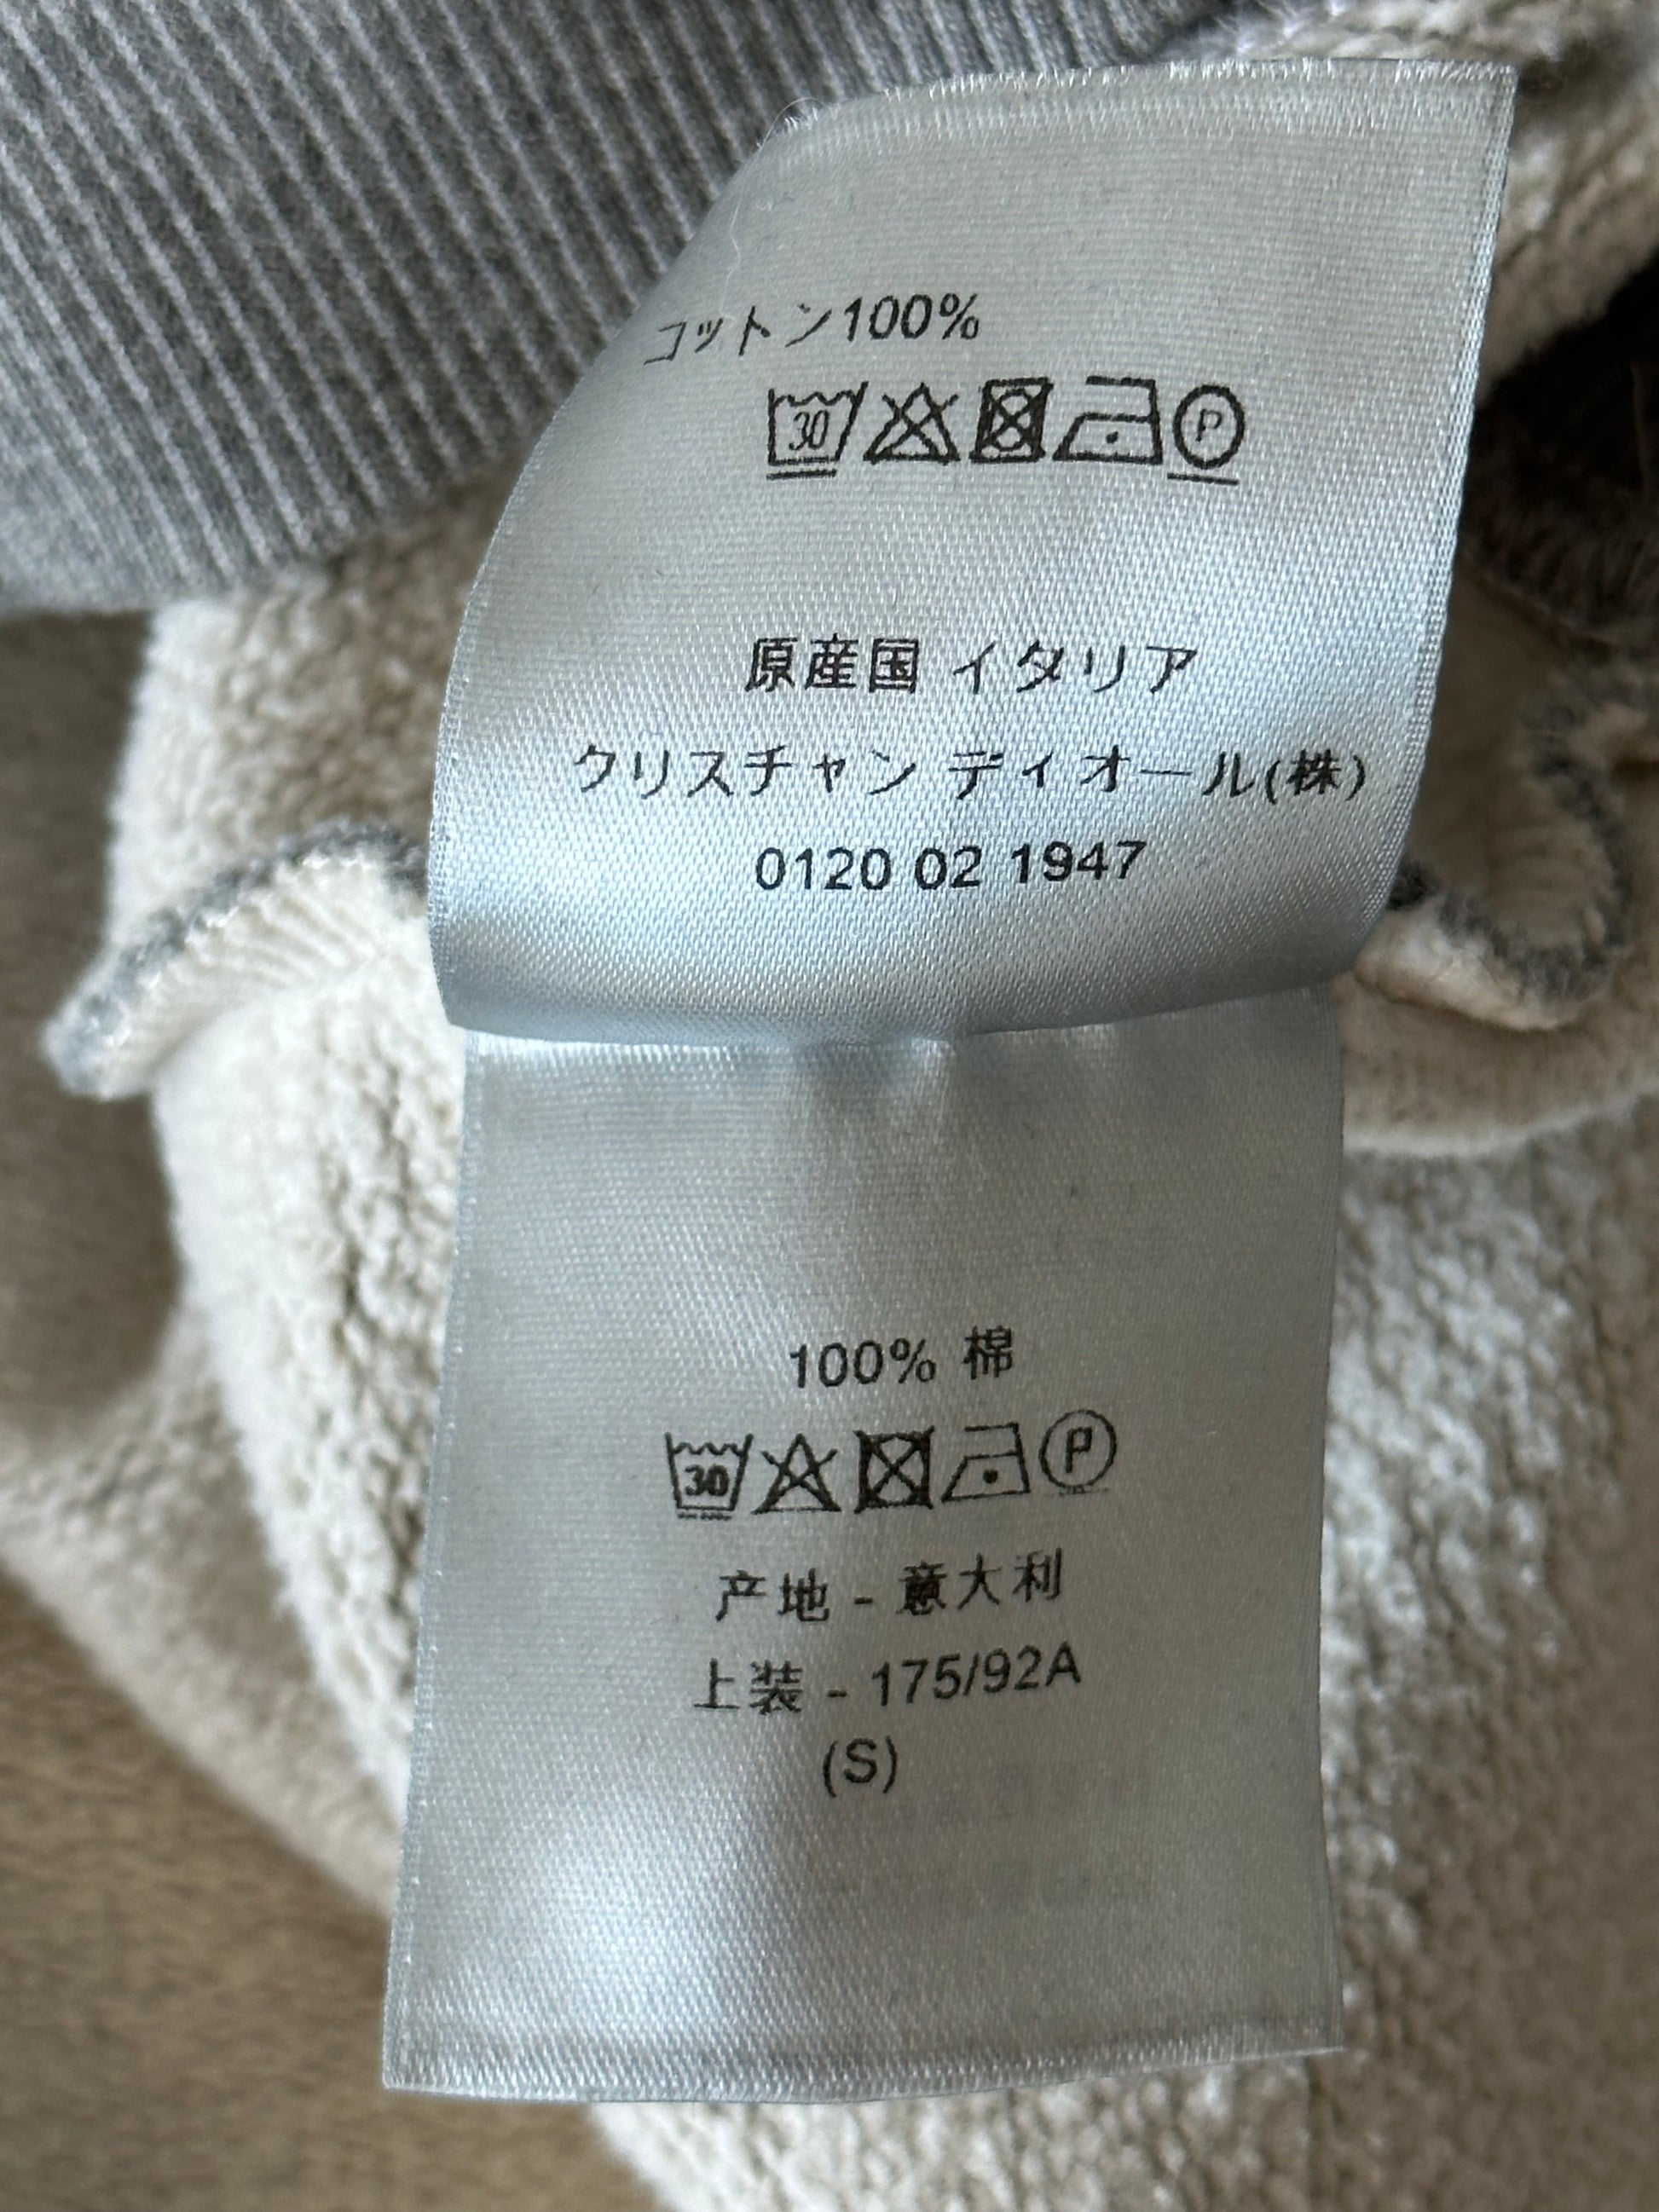 コットン100%
30 P
原産国 イタリア
クリスチャン ディオール(株)
0120 02 1947
100% 棉
30 P
产地 - 意大利
上装 - 175/92A
(S)